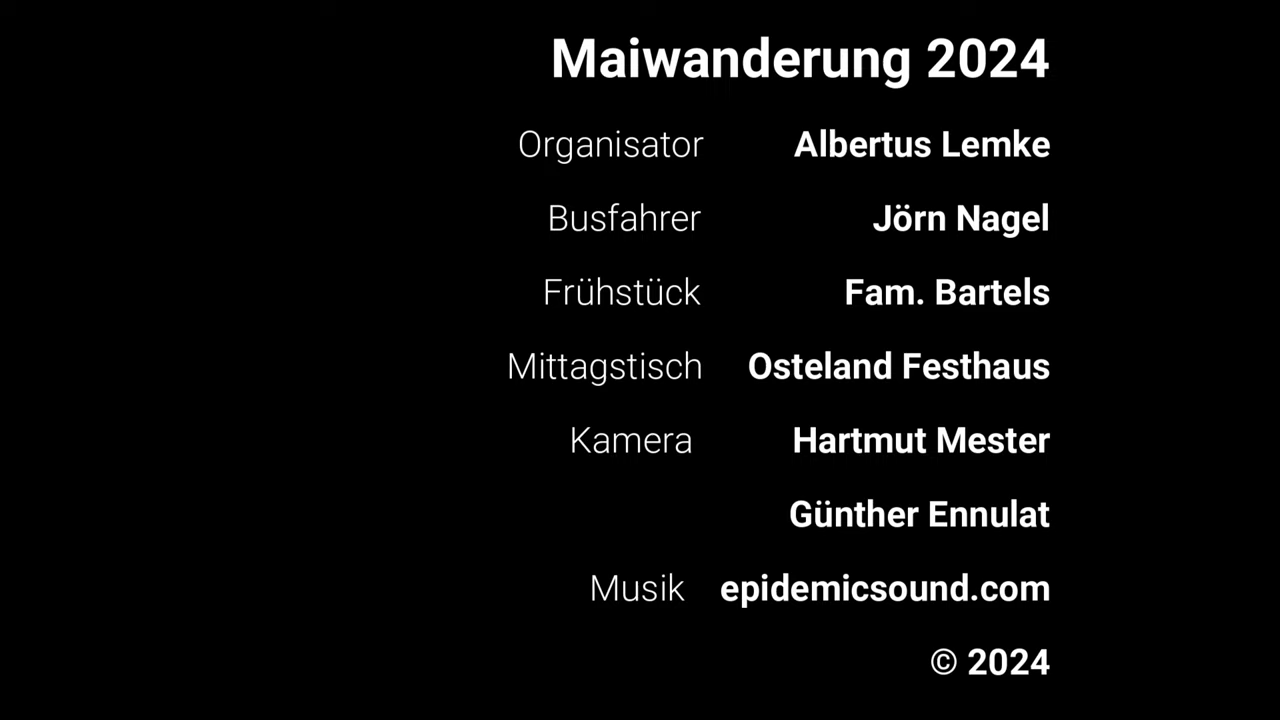 Maiwanderung 2024
Organisator Albertus Lemke
Busfahrer Jörn Nagel
Frühstück Fam. Bartels
Mittagstisch Osteland Festhaus
Kamera Hartmut Mester
Günther Ennulat
Musik epidemicsound.com
© 2024